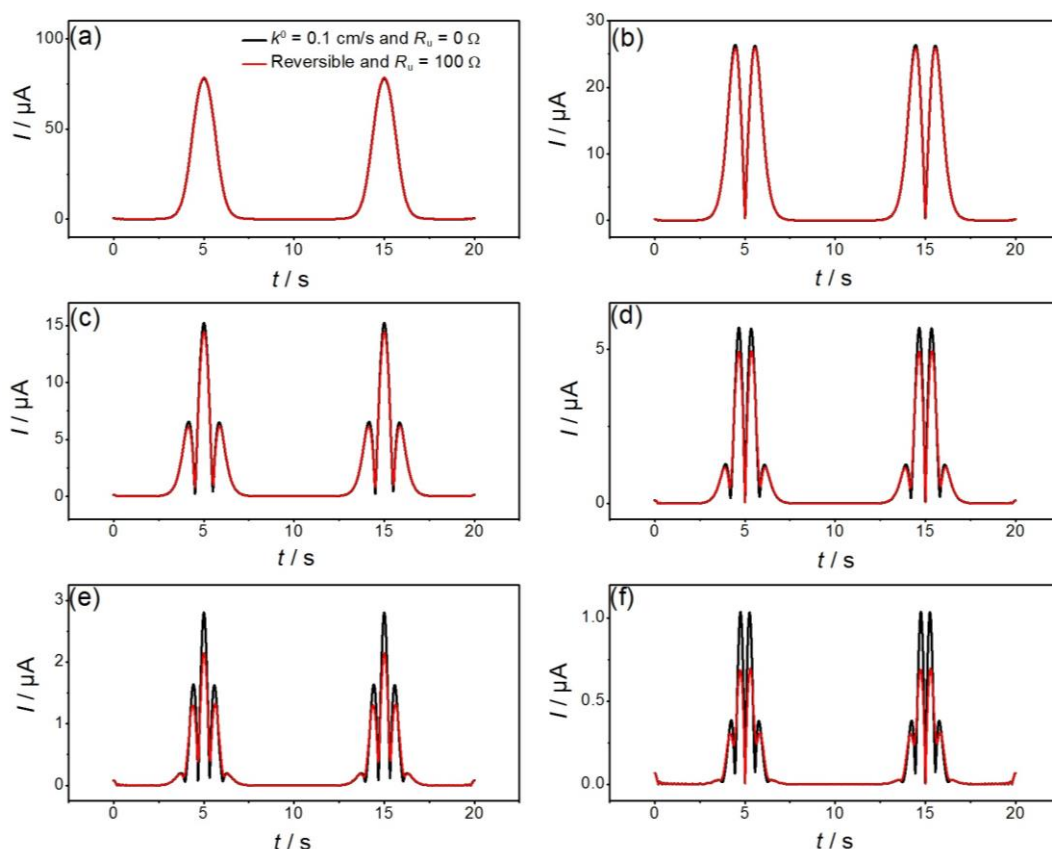 (a)
k⁰ = 0.1 cm/s and Rᵤ = 0 Ω
Reversible and Rᵤ = 100 Ω
100
50
0
I / µA
0 5 10 15 20
t / s
(b)
30
20
10
0
I / µA
0 5 10 15 20
t / s
(c)
15
10
5
0
I / µA
0 5 10 15 20
t / s
(d)
5
0
I / µA
0 5 10 15 20
t / s
(e)
3
2
1
0
I / µA
0 5 10 15 20
t / s
(f)
1.0
0.5
0.0
I / µA
0 5 10 15 20
t / s